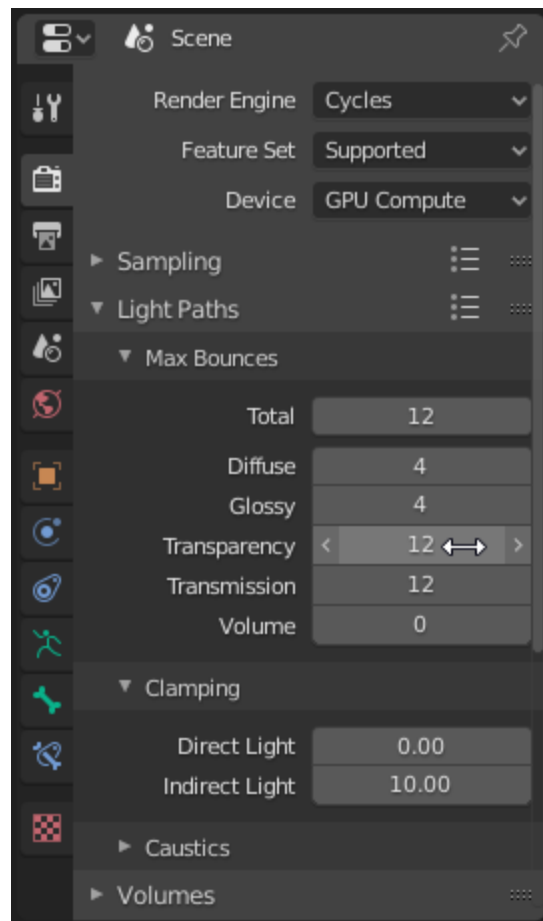 Scene
Render Engine Cycles
Feature Set Supported
Device GPU Compute
Sampling
Light Paths
Max Bounces
Total 12
Diffuse 4
Glossy 4
Transparency 12
Transmission 12
Volume 0
Clamping
Direct Light 0.00
Indirect Light 10.00
Caustics
Volumes